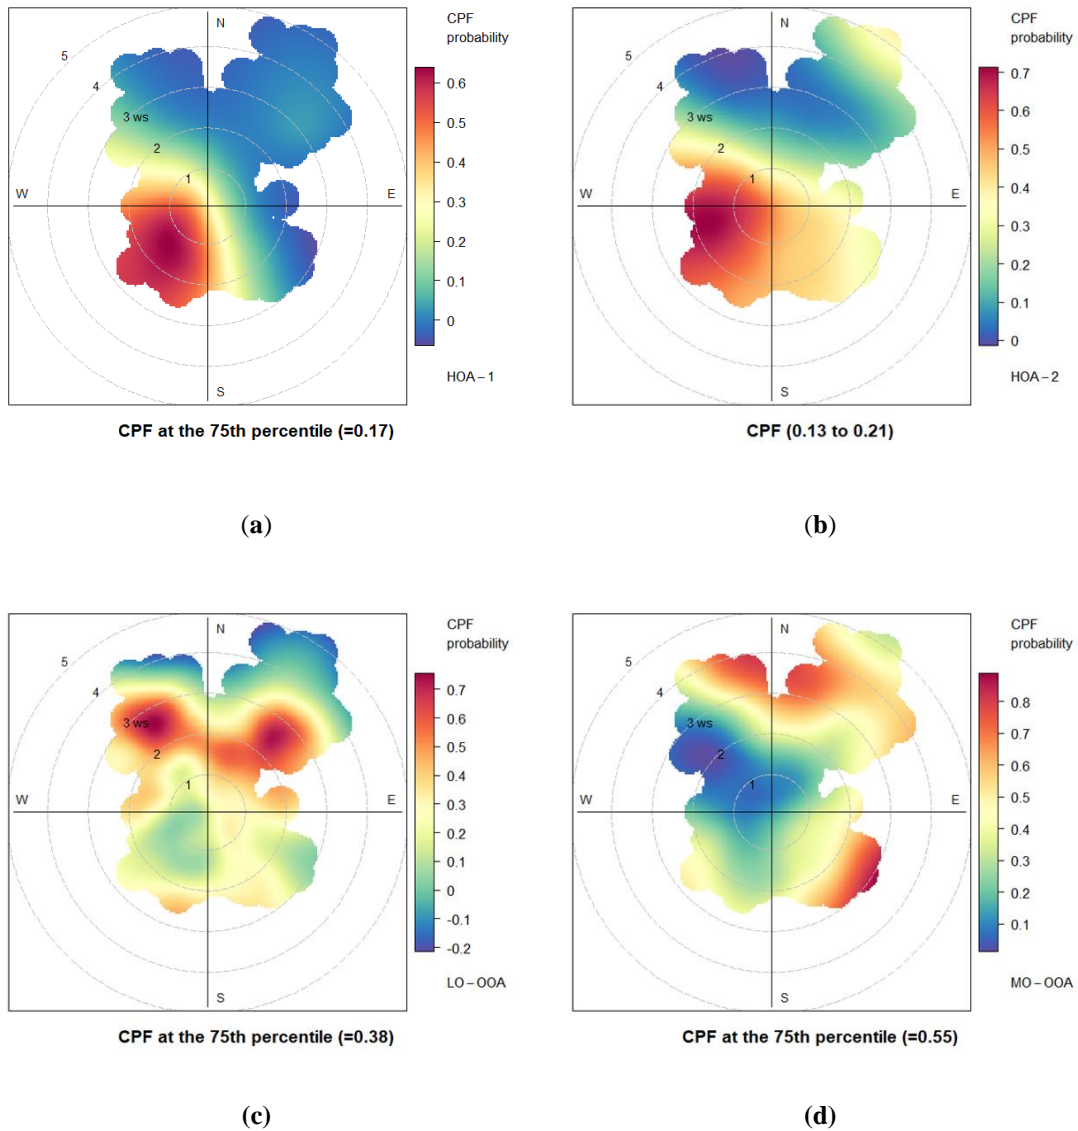 N
CPF
probability
5
4
3 ws
2
1
W
E
S
0.6
0.5
0.4
0.3
0.2
0.1
0
HOA – 1
CPF at the 75th percentile (=0.17)
(a)
N
CPF
probability
5
4
3 ws
2
1
W
E
S
0.7
0.6
0.5
0.4
0.3
0.2
0.1
0
HOA – 2
CPF (0.13 to 0.21)
(b)
N
CPF
probability
5
4
3 ws
2
1
W
E
S
0.7
0.6
0.5
0.4
0.3
0.2
0.1
0
-0.1
-0.2
LO – OOA
CPF at the 75th percentile (=0.38)
(c)
N
CPF
probability
5
4
3 ws
2
1
W
E
S
0.8
0.7
0.6
0.5
0.4
0.3
0.2
0.1
MO – OOA
CPF at the 75th percentile (=0.55)
(d)